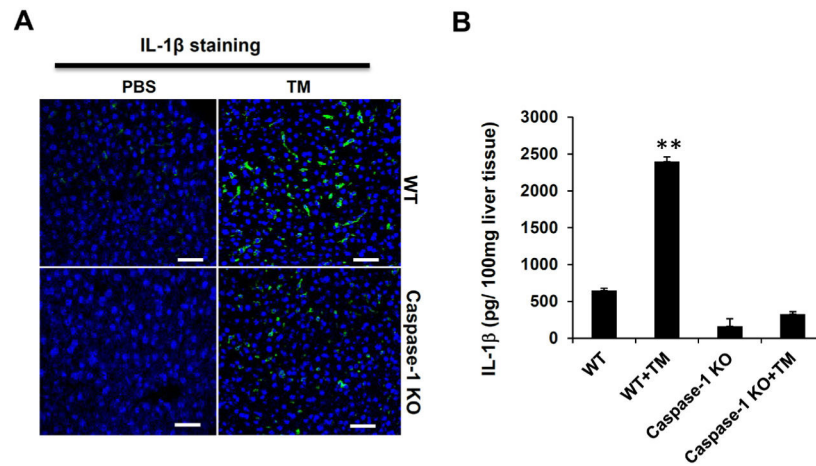 A
IL-1β staining
PBS TM
WT
Caspase-1 KO
B
IL-1β (pg/ 100mg liver tissue)
3000
2500
2000
1500
1000
500
0
**
WT
WT+TM
Caspase-1 KO
Caspase-1 KO+TM